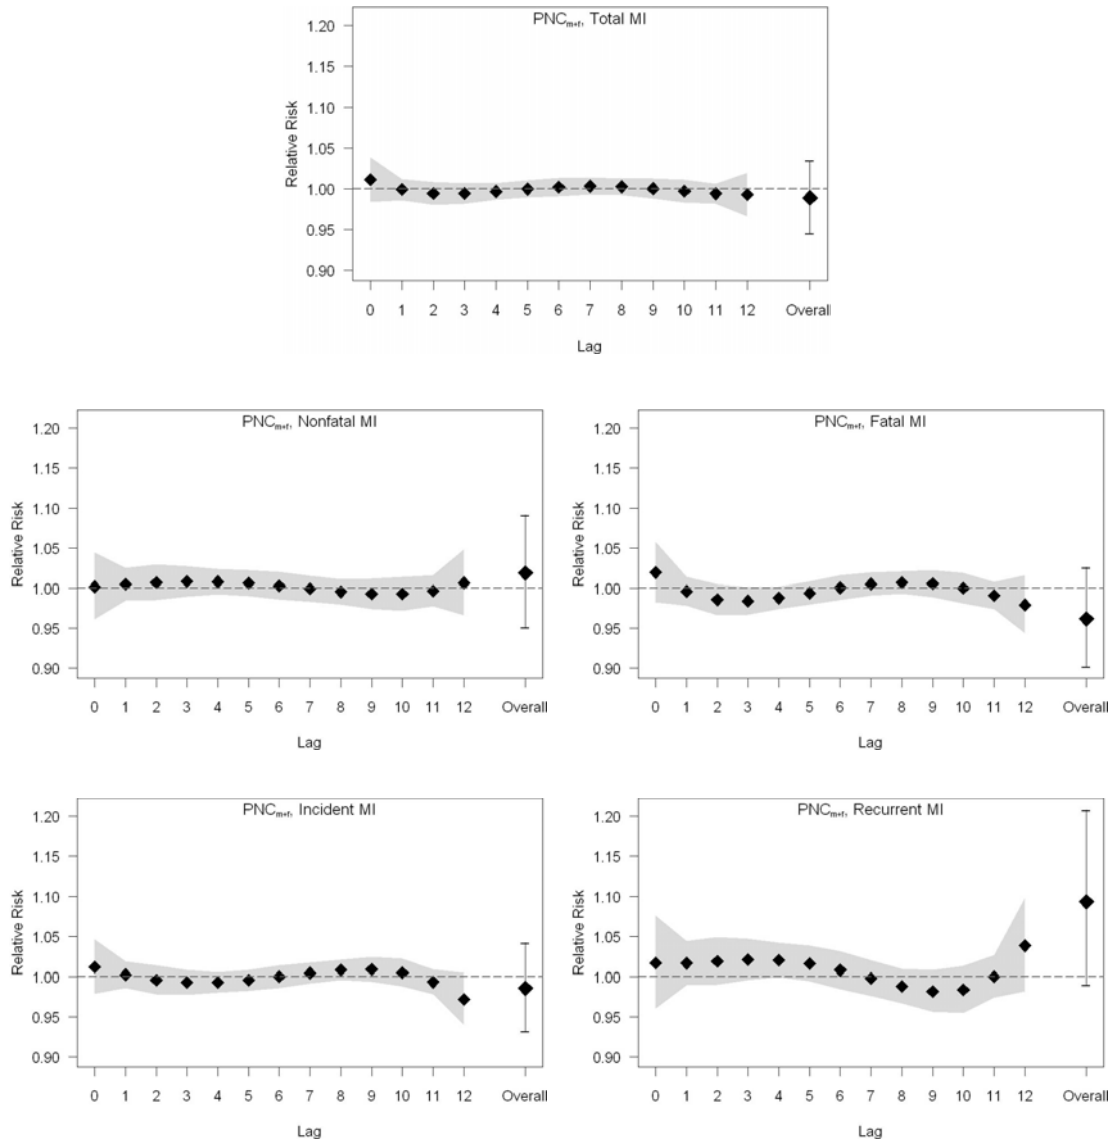 PNCm+f, Total MI
1.20
1.15
1.10
1.05
1.00
0.95
0.90
Relative Risk
0 1 2 3 4 5 6 7 8 9 10 11 12 Overall
Lag
PNCm+f, Nonfatal MI
1.20
1.15
1.10
1.05
1.00
0.95
0.90
Relative Risk
0 1 2 3 4 5 6 7 8 9 10 11 12 Overall
Lag
PNCm+f, Fatal MI
1.20
1.15
1.10
1.05
1.00
0.95
0.90
Relative Risk
0 1 2 3 4 5 6 7 8 9 10 11 12 Overall
Lag
PNCm+f, Incident MI
1.20
1.15
1.10
1.05
1.00
0.95
0.90
Relative Risk
0 1 2 3 4 5 6 7 8 9 10 11 12 Overall
Lag
PNCm+f, Recurrent MI
1.20
1.15
1.10
1.05
1.00
0.95
0.90
Relative Risk
0 1 2 3 4 5 6 7 8 9 10 11 12 Overall
Lag